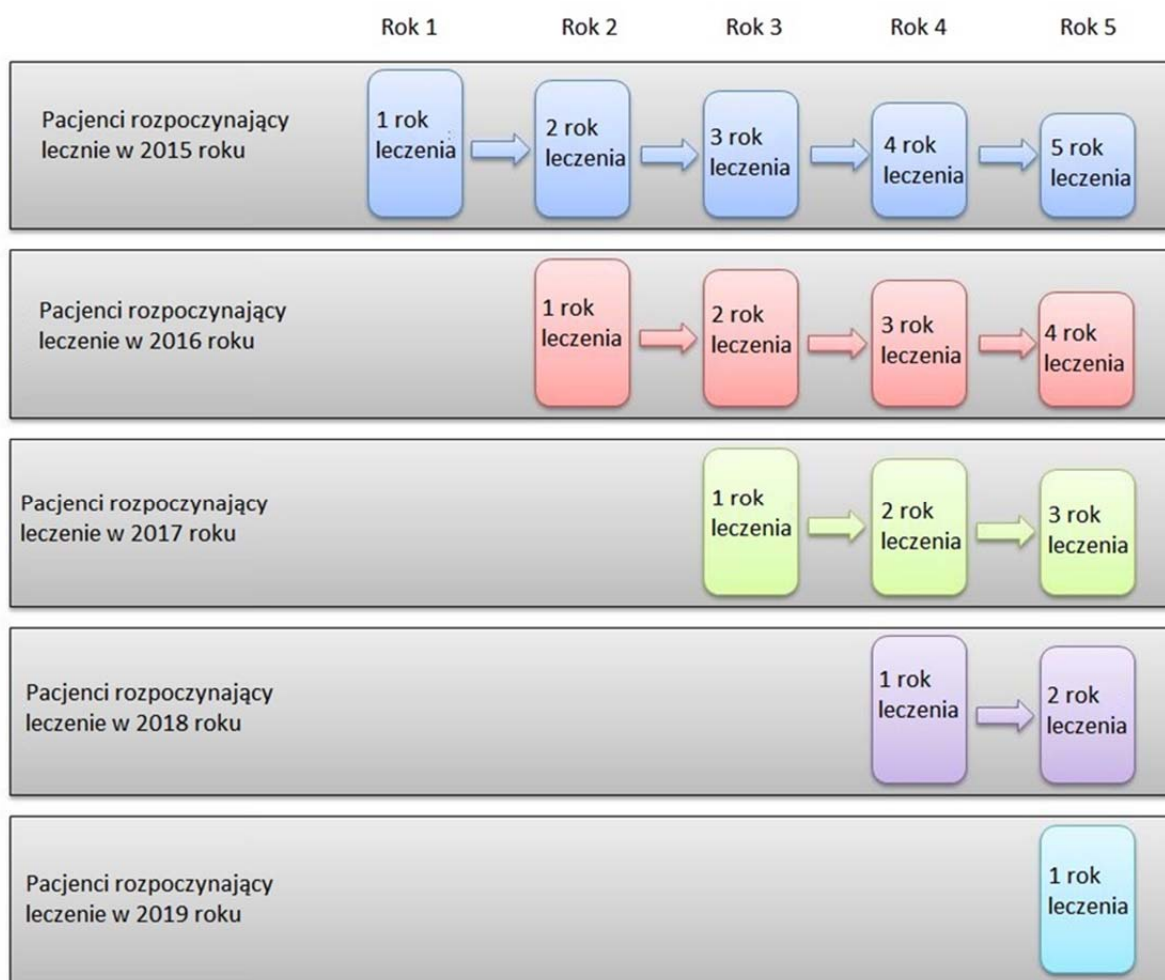 Rok 1 Rok 2 Rok 3 Rok 4 Rok 5
Pacjenci rozpoczynający
lecznie w 2015 roku
1 rok
leczenia
2 rok
leczenia
3 rok
leczenia
4 rok
leczenia
5 rok
leczenia
Pacjenci rozpoczynający
leczenie w 2016 roku
1 rok
leczenia
2 rok
leczenia
3 rok
leczenia
4 rok
leczenia
Pacjenci rozpoczynający
leczenie w 2017 roku
1 rok
leczenia
2 rok
leczenia
3 rok
leczenia
Pacjenci rozpoczynający
leczenie w 2018 roku
1 rok
leczenia
2 rok
leczenia
Pacjenci rozpoczynający
leczenie w 2019 roku
1 rok
leczenia